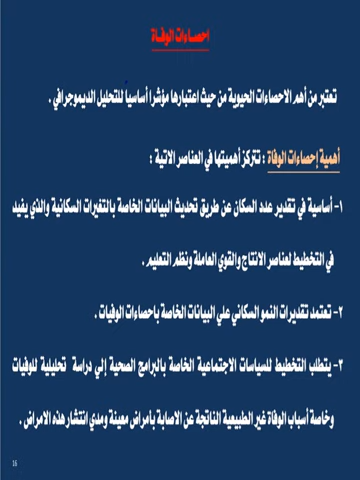 احصاءات الوفاة
تعتبر من أهم الاحصاءات الحيوية من حيث اعتبارها مؤشرا أساسياً للتحليل الديموجرافي .
أهمية إحصاءات الوفاة : تتركز أهميتها في العناصر الاتية :
١- أساسية في تقدير عدد السكان عن طريق تحديث البيانات الخاصة بالتغيرات السكانية والذي يفيد
في التخطيط لعناصر الانتاج والقوي العاملة ونظم التعليم .
٢- تعتمد تقديرات النمو السكاني علي البيانات الخاصة باحصاءات الوفيات .
٣- يتطلب التخطيط للسياسات الاجتماعية الخاصة بالبرامج الصحية إلي دراسة تحليلية للوفيات
وخاصة أسباب الوفاة غير الطبيعية الناتجة عن الاصابة بأمراض معينة ومدي انتشار هذه الامراض .
16